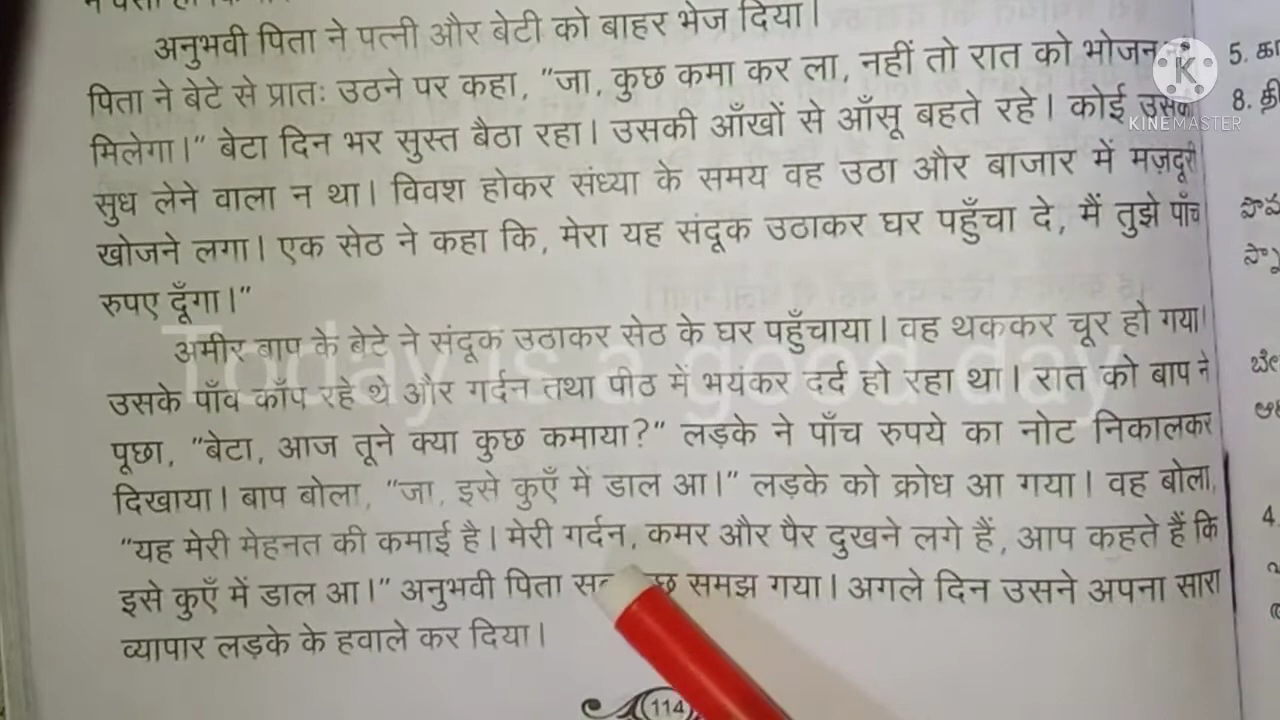 अनुभवी पिता ने पत्नी और बेटी को बाहर भेज दिया।
पिता ने बेटे से प्रातः उठने पर कहा, "जा, कुछ कमा कर ला, नहीं तो रात को भोजन
मिलेगा।" बेटा दिन भर सुस्त बैठा रहा। उसकी आँखों से आँसू बहते रहे। कोई उसकी
सुध लेने वाला न था। विवश होकर संध्या के समय वह उठा और बाजार में मज़दूरी
खोजने लगा। एक सेठ ने कहा कि, मेरा यह संदूक उठाकर घर पहुँचा दे, मैं तुझे पाँच
रुपए दूँगा।"
अमीर बाप के बेटे ने संदूक उठाकर सेठ के घर पहुँचाया। वह थककर चूर हो गया।
उसके पाँव काँप रहे थे और गर्दन तथा पीठ में भयंकर दर्द हो रहा था। रात को बाप ने
पूछा, "बेटा, आज तूने क्या कुछ कमाया?" लड़के ने पाँच रुपये का नोट निकालकर
दिखाया। बाप बोला, "जा, इसे कुएँ में डाल आ।" लड़के को क्रोध आ गया। वह बोला,
"यह मेरी मेहनत की कमाई है। मेरी गर्दन, कमर और पैर दुखने लगे हैं, आप कहते हैं कि
इसे कुएँ में डाल आ।" अनुभवी पिता समझ गया। अगले दिन उसने अपना सारा
व्यापार लड़के के हवाले कर दिया।
114
5. का
8. की
4.
K
KINEMASTER
Today is a good day